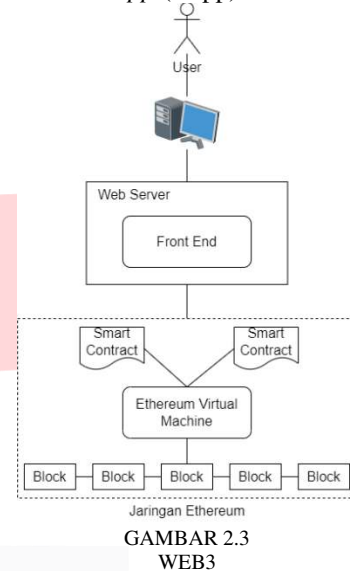 User
Web Server
Front End
Smart Contract
Smart Contract
Ethereum Virtual
Machine
Block Block Block Block Block
Jaringan Ethereum
GAMBAR 2.3
WEB3